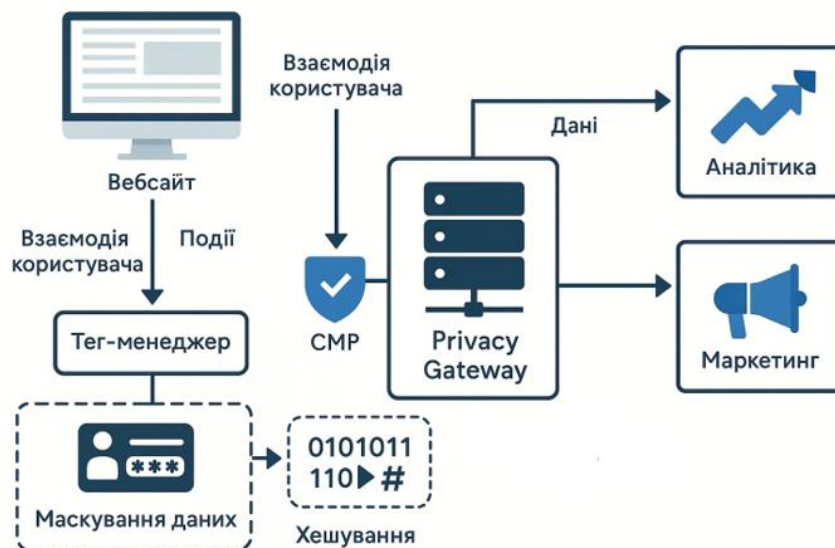 Вебсайт
Взаємодія
користувача
Події
Тег-менеджер
***
Маскування даних
0101011
110▶#
Хешування
Взаємодія
користувача
CMP
Privacy
Gateway
Дані
Аналітика
Маркетинг